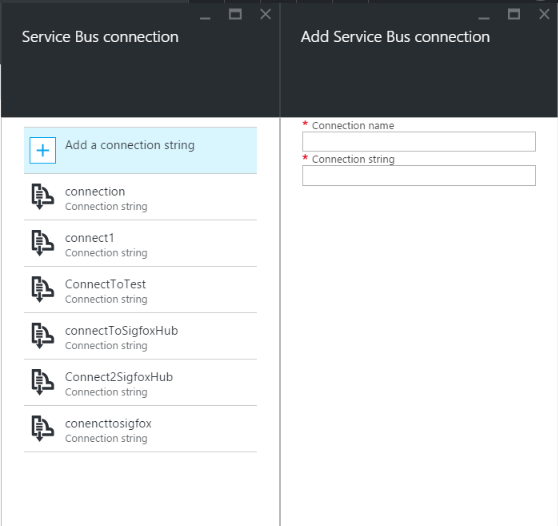 Service Bus connection
Add a connection string
connection
Connection string
connect1
Connection string
ConnectToTest
Connection string
connectToSigfoxHub
Connection string
Connect2SigfoxHub
Connection string
conencttosigfox
Connection string
Add Service Bus connection
* Connection name
* Connection string